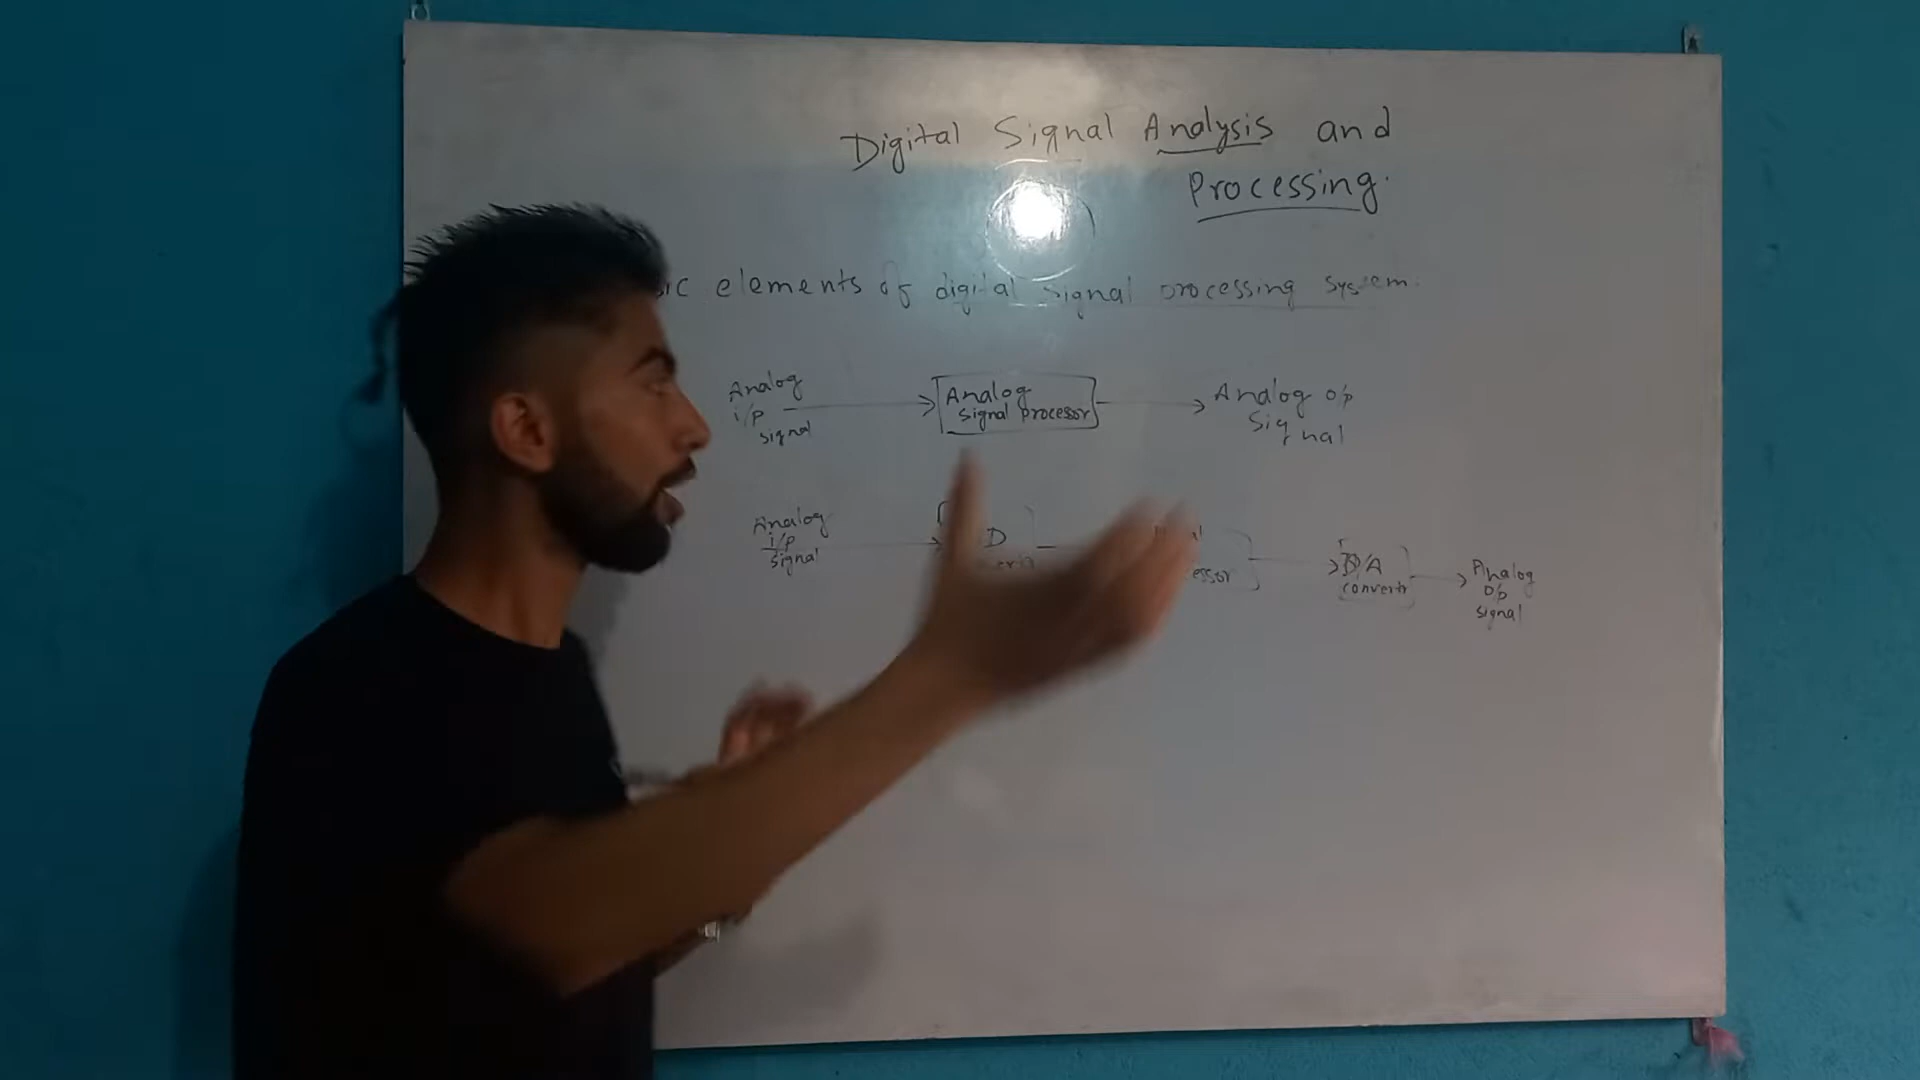 Digital Signal Analysis and
Processing.
elements of digital signal processing system.
Analog
i/p
signal
Analog
signal processor
Analog o/p
Signal
Analog
i/p
signal
D
D/A
convertr
Analog
o/p
signal